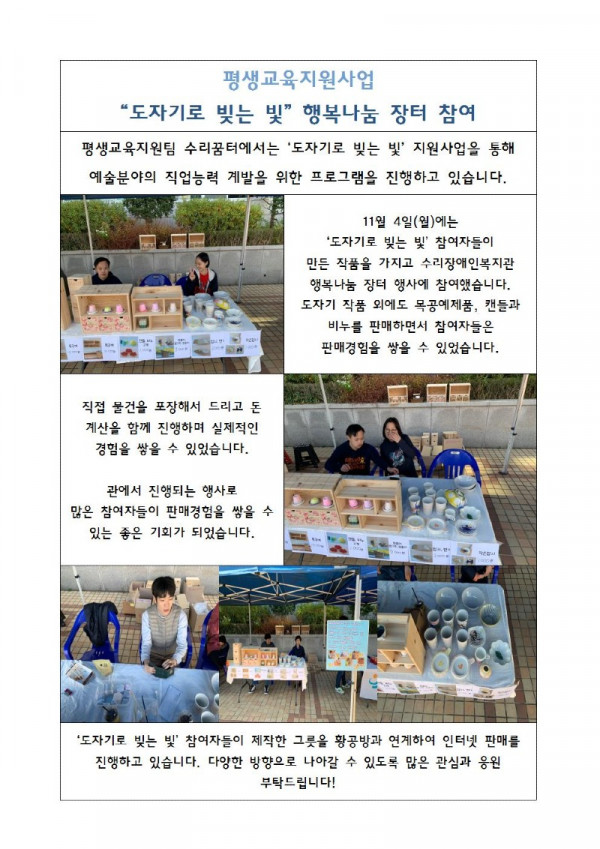 평생교육지원사업
“도자기로 빚는 빛” 행복나눔 장터 참여
평생교육지원팀 수리꿈터에서는 ‘도자기로 빚는 빛’ 지원사업을 통해
예술분야의 직업능력 계발을 위한 프로그램을 진행하고 있습니다.
11월 4일(월)에는
‘도자기로 빚는 빛’ 참여자들이
만든 작품을 가지고 수리장애인복지관
행복나눔 장터 행사에 참여했습니다.
도자기 작품 외에도 목공예제품, 캔들과
비누를 판매하면서 참여자들은
판매경험을 쌓을 수 있었습니다.
직접 물건을 포장해서 드리고 돈
계산을 함께 진행하며 실제적인
경험을 쌓을 수 있었습니다.
관에서 진행되는 행사로
많은 참여자들이 판매경험을 쌓을 수
있는 좋은 기회가 되었습니다.
‘도자기로 빚는 빛’ 참여자들이 제작한 그릇을 황공방과 연계하여 인터넷 판매를
진행하고 있습니다. 다양한 방향으로 나아갈 수 있도록 많은 관심과 응원
부탁드립니다!